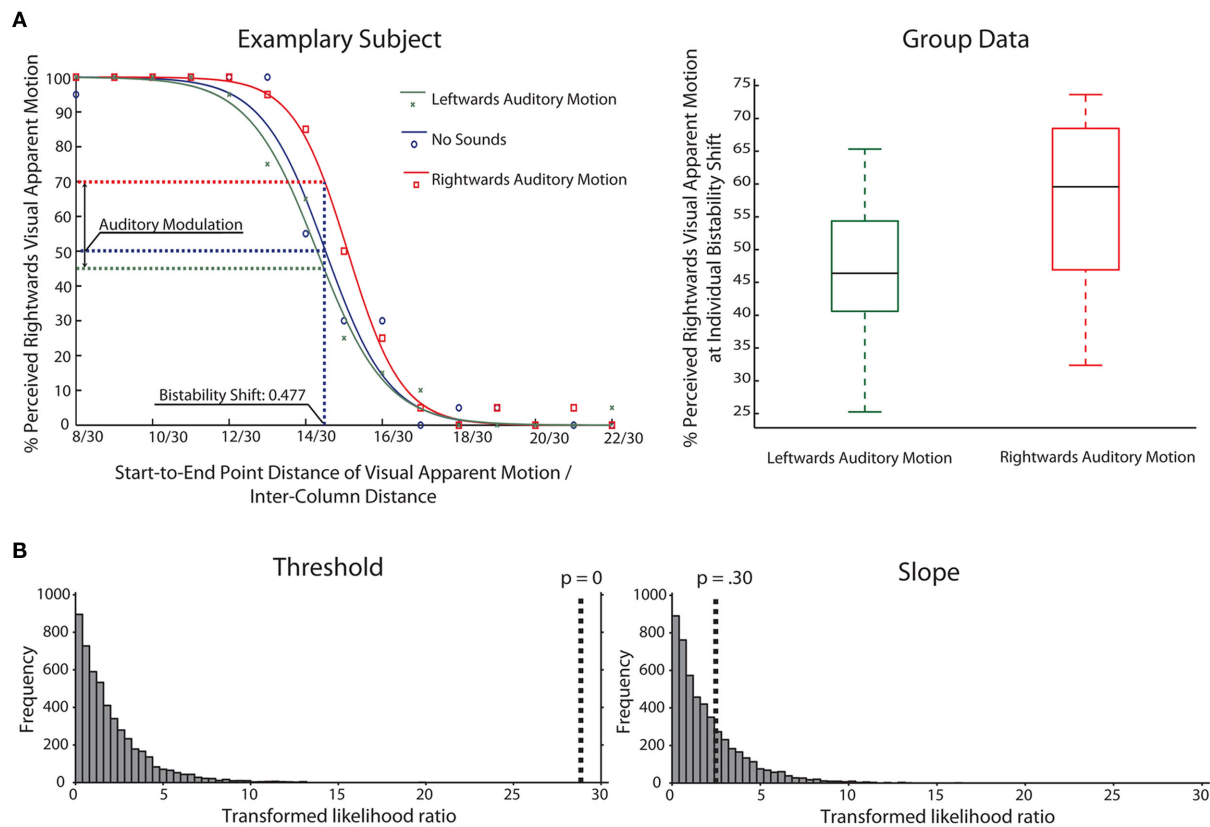 A
Examplary Subject
% Perceived Rightwards Visual Apparent Motion
100
90
80
70
60
50
40
30
20
10
0
8/30
10/30
12/30
14/30
16/30
18/30
20/30
22/30
Leftwards Auditory Motion
No Sounds
Rightwards Auditory Motion
Auditory Modulation
Bistability Shift: 0.477
Start-to-End Point Distance of Visual Apparent Motion /
Inter-Column Distance
Group Data
% Perceived Rightwards Visual Apparent Motion
at Individual Bistability Shift
75
70
65
60
55
50
45
40
35
30
25
Leftwards Auditory Motion
Rightwards Auditory Motion
B
Threshold
p = 0
Frequency
1000
800
600
400
200
0
0
5
10
15
20
25
30
Transformed likelihood ratio
Slope
p = .30
Frequency
1000
800
600
400
200
0
0
5
10
15
20
25
30
Transformed likelihood ratio